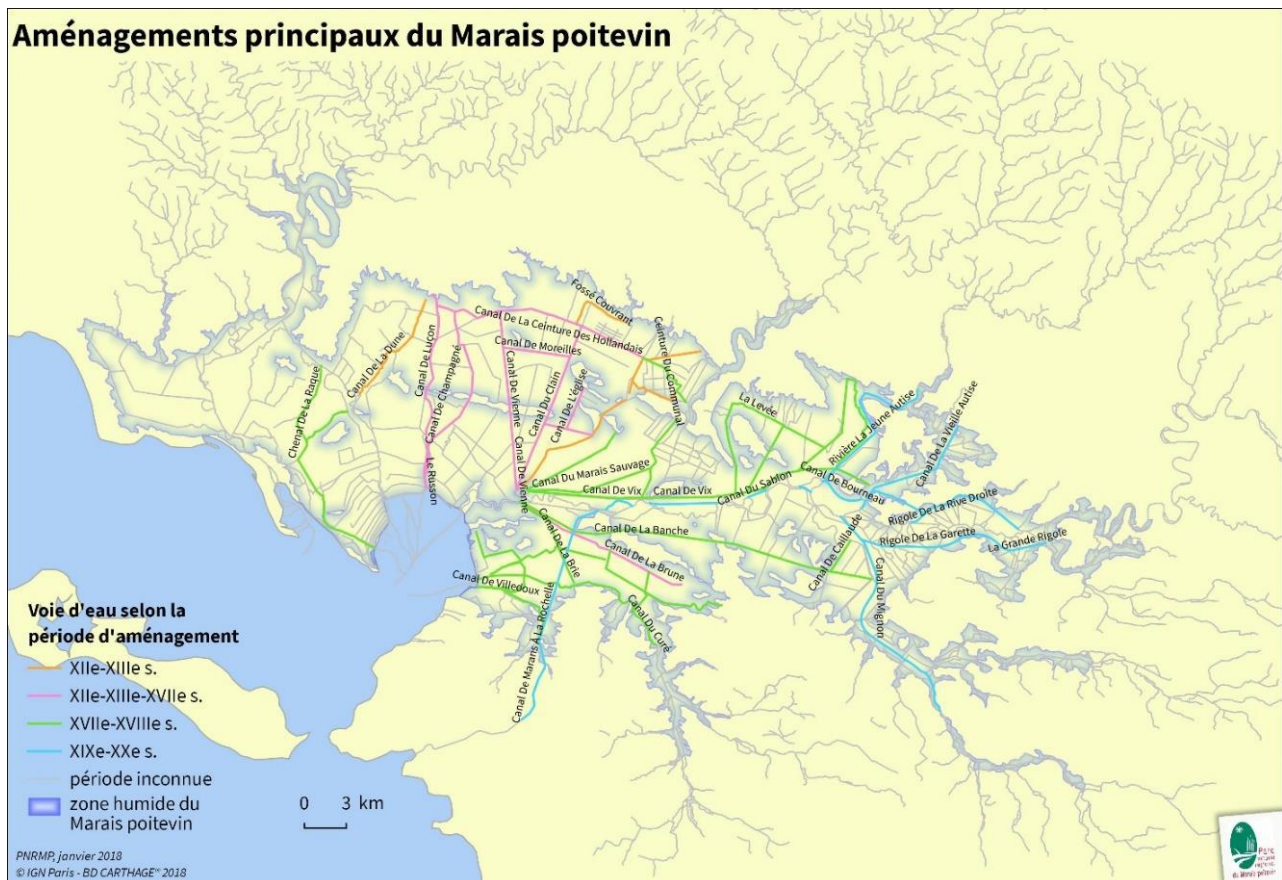 Aménagements principaux du Marais poitevin
Fossé Couvrant
Canal De La Ceinture Des Hollandais
Ceinture Du Communal
Canal De La Dune
Canal De Luçon
Canal De Champagné
Canal De Moreilles
Canal De Vienne
Canal Du Clain
Canal De L'église
Chenal De La Raque
Le Russon
Canal De Vienne
La Levée
Rivière La Jeune Autise
Canal De La Vieille Autise
Canal Du Marais Sauvage
Canal De Vix
Canal De Vix
Canal Du Sablon
Canal De Bourneau
Rigole De La Rive Droite
Canal De La Banche
Canal De La Brie
Canal De La Brune
Canal De Caillaude
Rigole De La Garette
La Grande Rigole
Canal De Villedoux
Canal Du Curé
Canal Du Mignon
Canal De Marans À La Rochelle
Voie d'eau selon la
période d'aménagement
XIIe-XIIIe s.
XIIe-XIIIe-XVIIe s.
XVIIe-XVIIIe s.
XIXe-XXe s.
période inconnue
zone humide du
Marais poitevin
0 3 km
PNRMP, janvier 2018
© IGN Paris - BD CARTHAGE 2018
Parc
du Marais poitevin